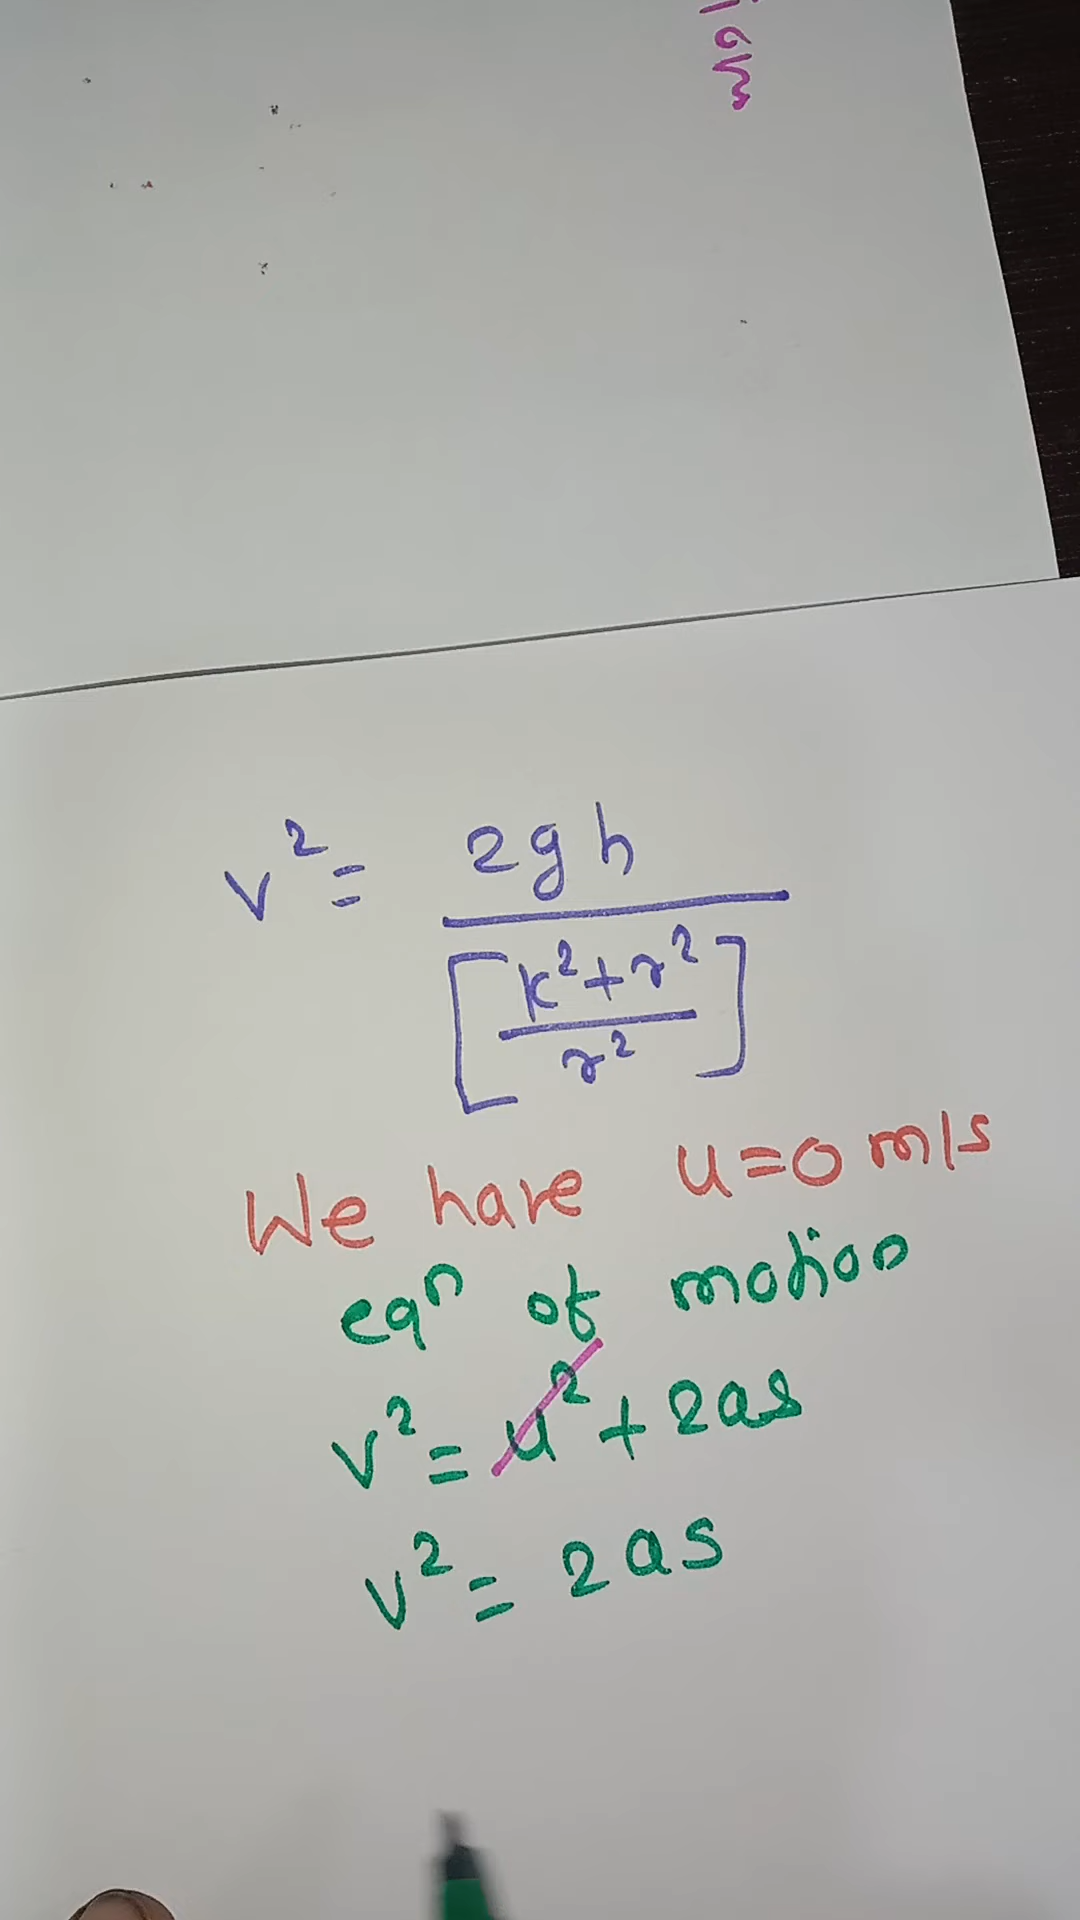 v² = 2gh
[k²+r²
r²]
We have u=0 m/s
eqⁿ of motion
v² = u² + 2as
v² = 2as